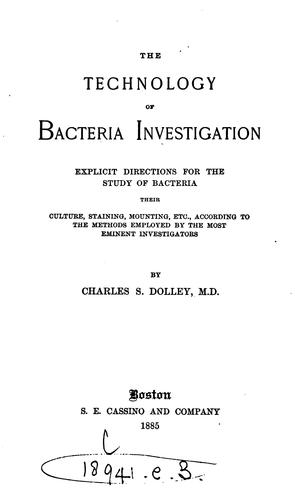 THE
TECHNOLOGY
OF
BACTERIA INVESTIGATION
EXPLICIT DIRECTIONS FOR THE
STUDY OF BACTERIA
THEIR
CULTURE, STAINING, MOUNTING, ETC., ACCORDING TO
THE METHODS EMPLOYED BY THE MOST
EMINENT INVESTIGATORS
BY
CHARLES S. DOLLEY, M.D.
Boston
S. E. CASSINO AND COMPANY
1885
C
18941.e.3.